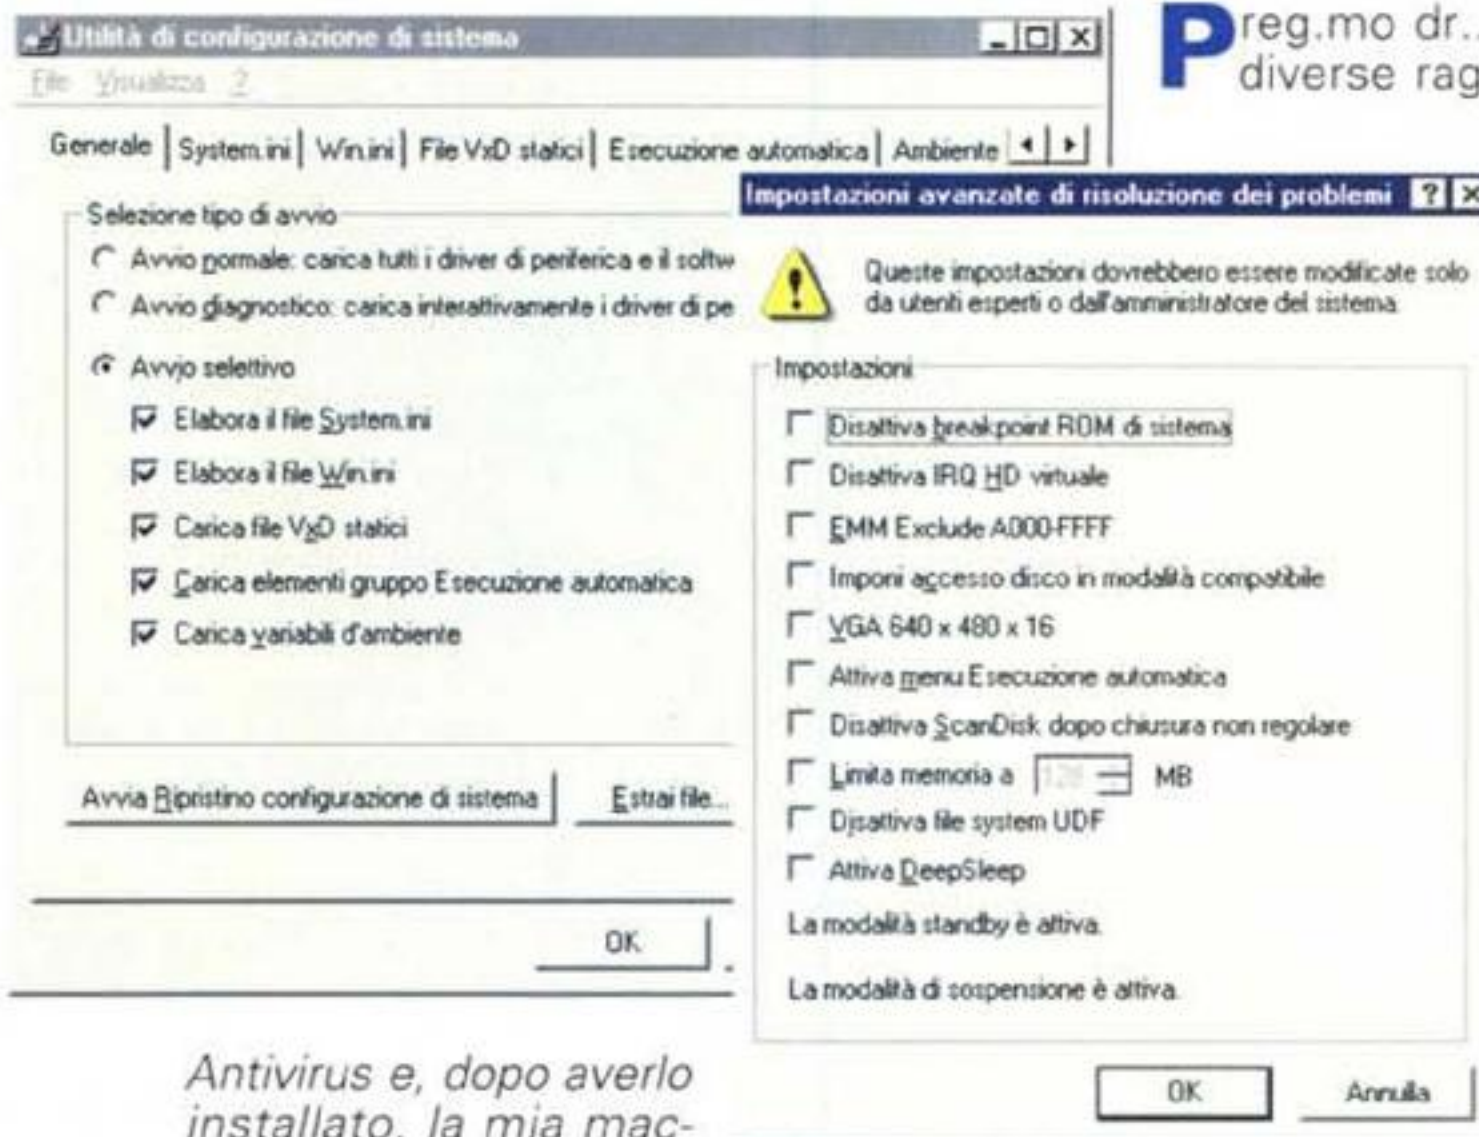 Utilità di configurazione di sistema
File Visualizza ?
Generale System.ini Win.ini File VxD statici Esecuzione automatica Ambiente
Selezione tipo di avvio
Avvio normale: carica tutti i driver di periferica e il softw
Avvio diagnostico: carica interattivamente i driver di pe
Avvio selettivo
Elabora il file System.ini
Elabora il file Win.ini
Carica file VxD statici
Carica elementi gruppo Esecuzione automatica
Carica variabili d'ambiente
Avvia Ripristino configurazione di sistema Estrai file...
OK
Preg.mo dr..
diverse rag
Impostazioni avanzate di risoluzione dei problemi ?
Queste impostazioni dovrebbero essere modificate solo
da utenti esperti o dall'amministratore del sistema.
Impostazioni
Disattiva breakpoint ROM di sistema
Disattiva IRQ HD virtuale
EMM Exclude A000-FFFF
Imponi accesso disco in modalità compatibile
VGA 640 x 480 x 16
Attiva menu Esecuzione automatica
Disattiva ScanDisk dopo chiusura non regolare
Limita memoria a 128 MB
Disattiva file system UDF
Attiva DeepSleep
La modalità standby è attiva.
La modalità di sospensione è attiva.
OK Annulla
Antivirus e, dopo averlo
installato, la mia mac-